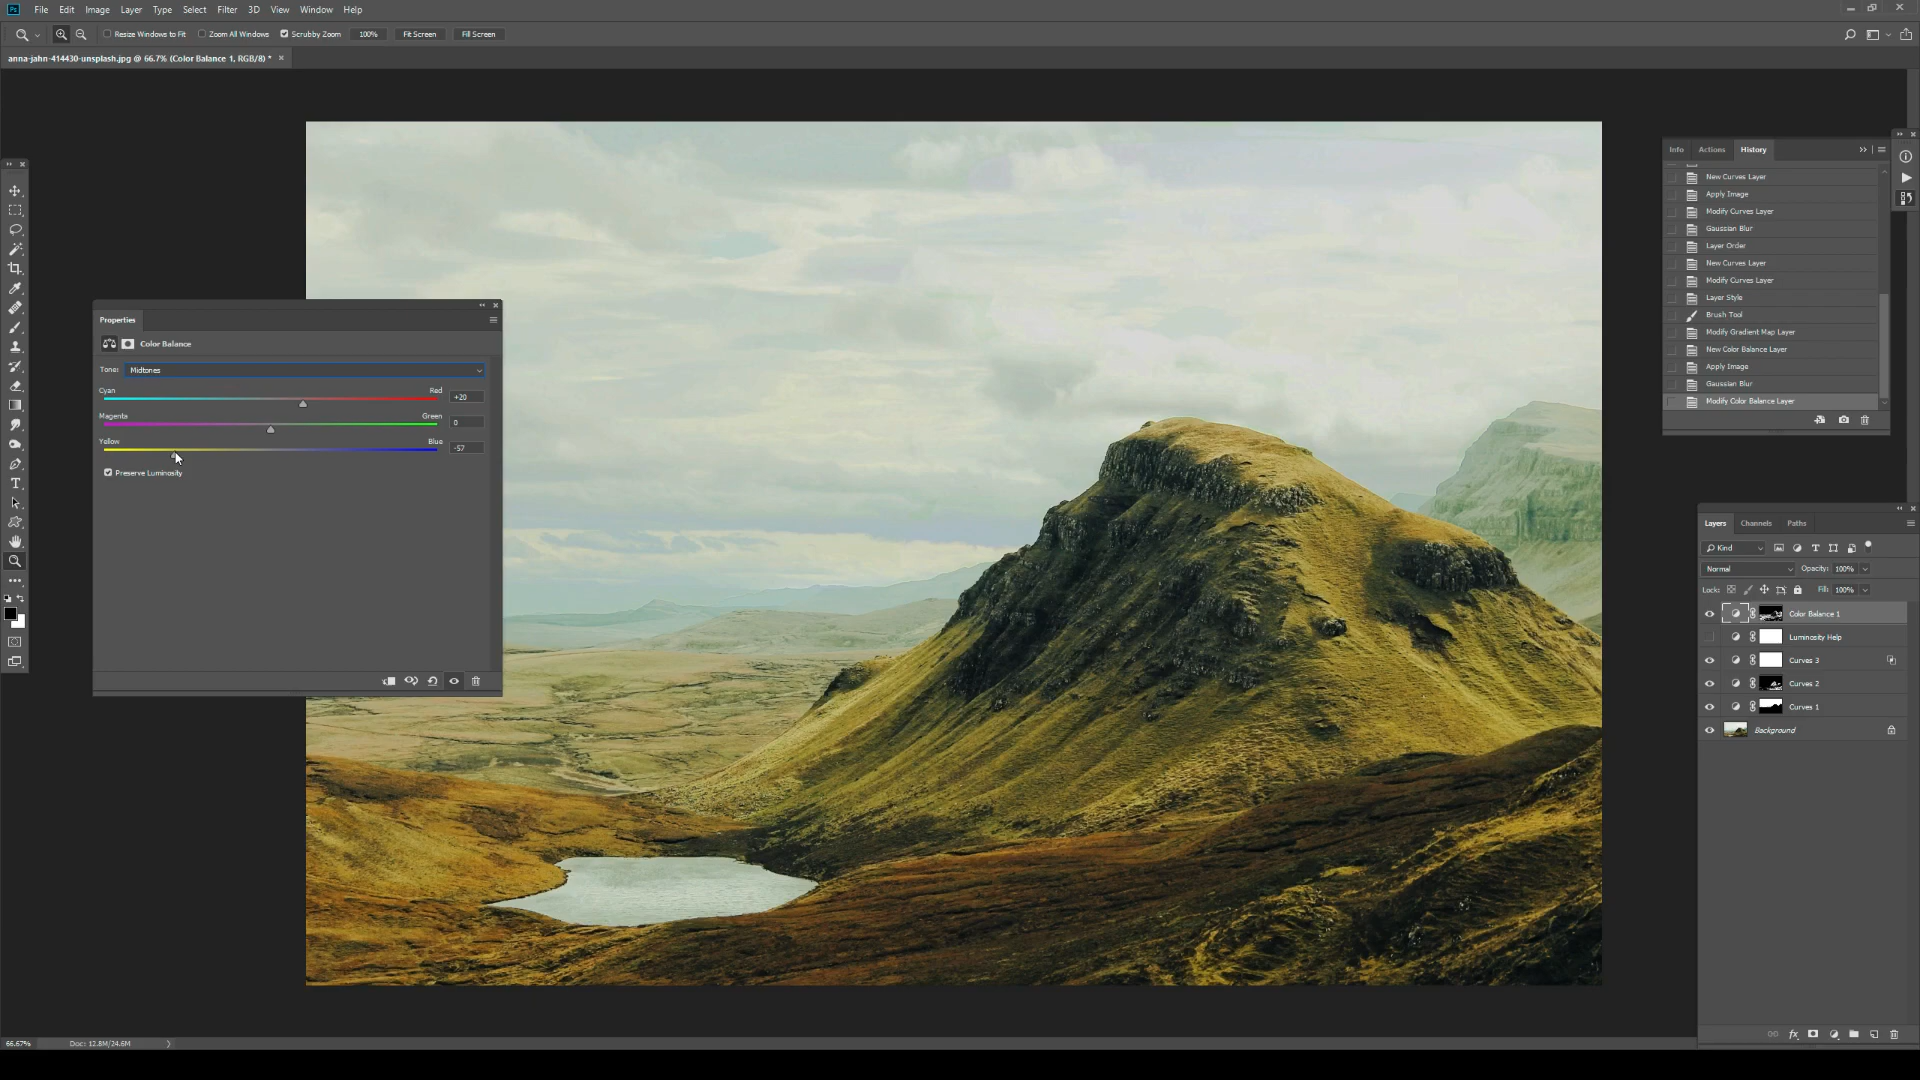 Ps File Edit Image Layer Type Select Filter 3D View Window Help
Resize Windows to Fit Zoom All Windows Scrubby Zoom 100% Fit Screen Fill Screen
anna-jahn-414430-unsplash.jpg @ 66.7% (Color Balance 1, RGB/8) *
Info Actions History
New Curves Layer
Apply Image
Modify Curves Layer
Gaussian Blur
Layer Order
New Curves Layer
Modify Curves Layer
Layer Style
Brush Tool
Modify Gradient Map Layer
New Color Balance Layer
Apply Image
Gaussian Blur
Modify Color Balance Layer
Properties
Color Balance
Tone: Midtones
Cyan Red +20
Magenta Green 0
Yellow Blue -57
Preserve Luminosity
Layers Channels Paths
Kind
Normal Opacity: 100%
Lock: Fill: 100%
Color Balance 1
Luminosity Help
Curves 3
Curves 2
Curves 1
Background
66.67% Doc: 12.8M/24.6M